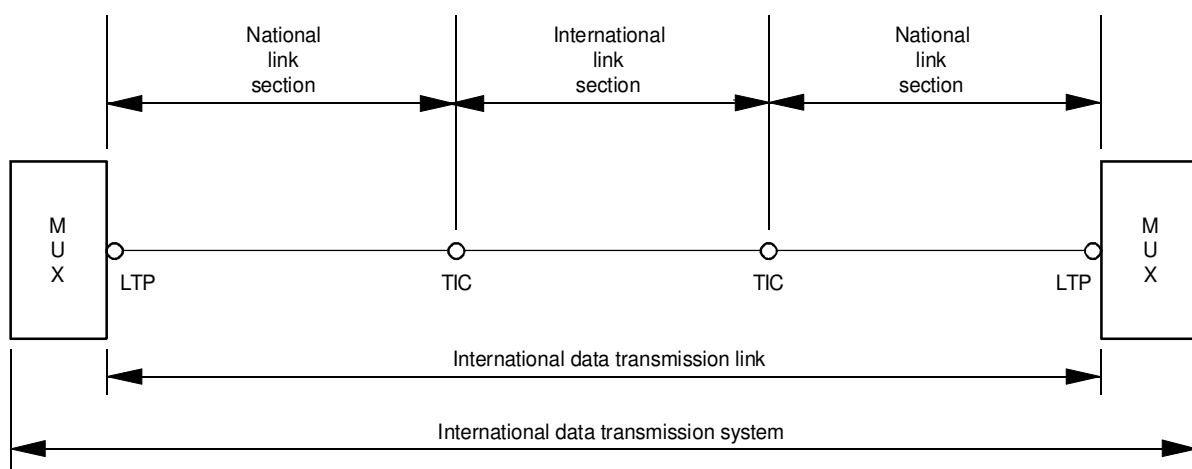 National
link
section
International
link
section
National
link
section
M
U
X
LTP
TIC
TIC
LTP
M
U
X
International data transmission link
International data transmission system